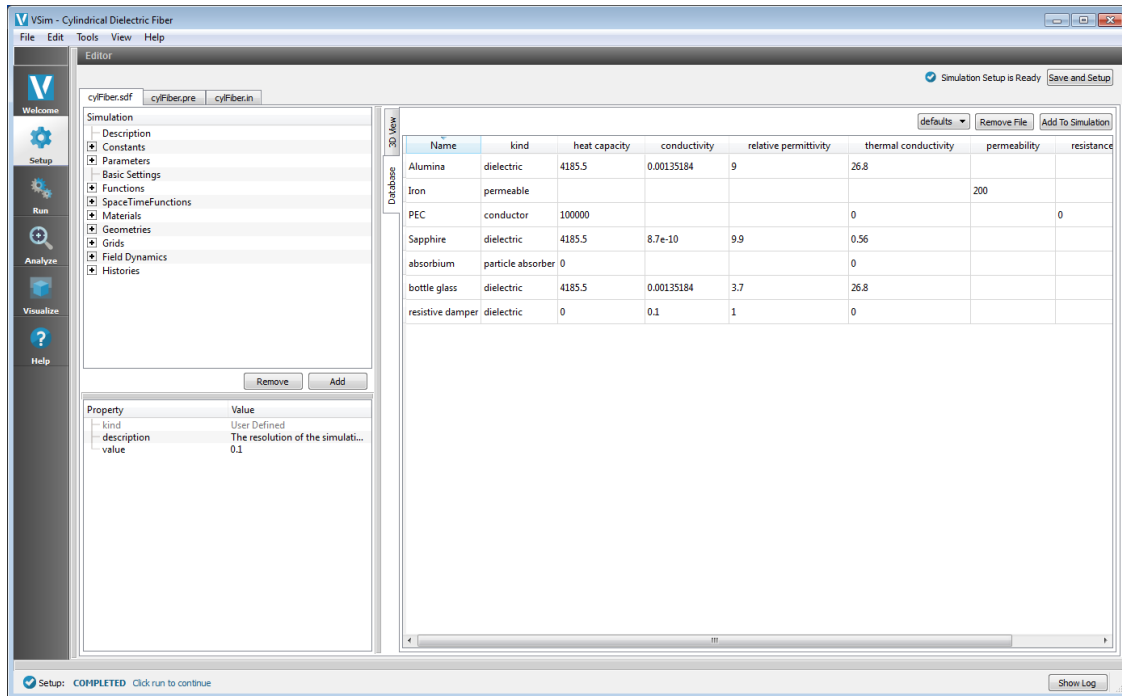 VSim - Cylindrical Dielectric Fiber
File Edit Tools View Help
Editor
Simulation Setup is Ready Save and Setup
Welcome
Setup
Run
Analyze
Visualize
Help
cylFiber.sdf cylFiber.pre cylFiber.in
Simulation
Description
Constants
Parameters
Basic Settings
Functions
SpaceTimeFunctions
Materials
Geometries
Grids
Field Dynamics
Histories
Remove Add
Property Value
kind User Defined
description The resolution of the simulati...
value 0.1
3D View
Database
defaults Remove File Add To Simulation
Name kind heat capacity conductivity relative permittivity thermal conductivity permeability resistance
Alumina dielectric 4185.5 0.00135184 9 26.8
Iron permeable 200
PEC conductor 100000 0 0
Sapphire dielectric 4185.5 8.7e-10 9.9 0.56
absorbium particle absorber 0 0
bottle glass dielectric 4185.5 0.00135184 3.7 26.8
resistive damper dielectric 0 0.1 1 0
Setup: COMPLETED Click run to continue
Show Log